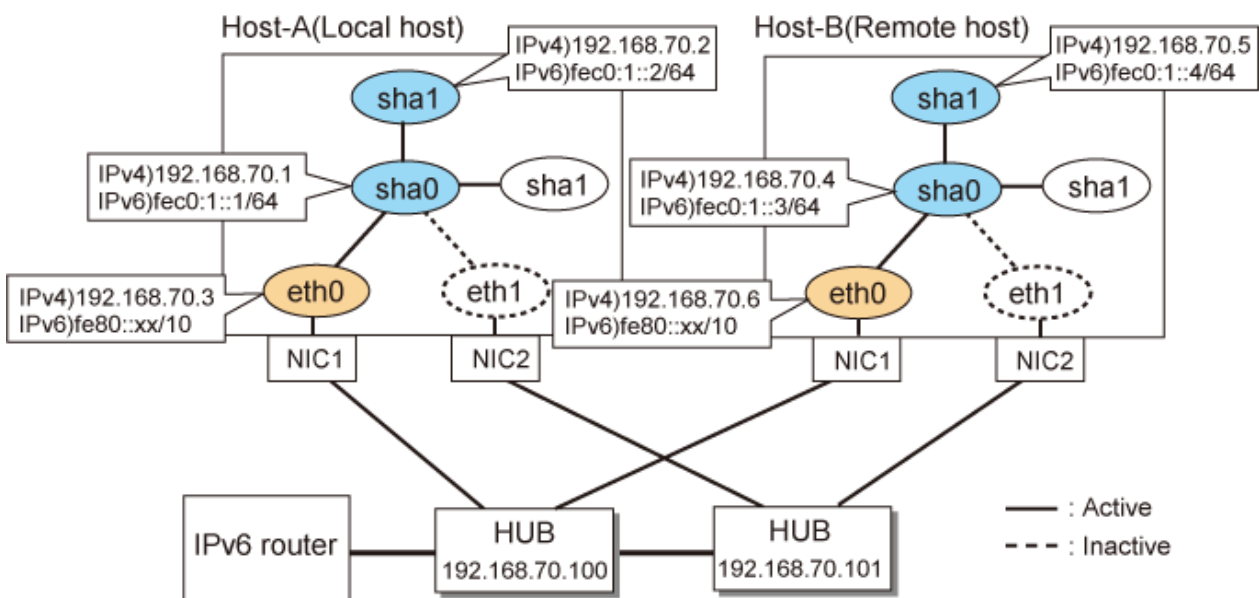 Host-A(Local host)
IPv4)192.168.70.2
IPv6)fec0:1::2/64
Host-B(Remote host)
IPv4)192.168.70.5
IPv6)fec0:1::4/64
sha1
sha1
IPv4)192.168.70.1
IPv6)fec0:1::1/64
sha0
sha1
IPv4)192.168.70.4
IPv6)fec0:1::3/64
sha0
sha1
IPv4)192.168.70.3
IPv6)fe80::xx/10
eth0
eth1
IPv4)192.168.70.6
IPv6)fe80::xx/10
eth0
eth1
NIC1
NIC2
NIC1
NIC2
IPv6 router
HUB
192.168.70.100
HUB
192.168.70.101
: Active
: Inactive